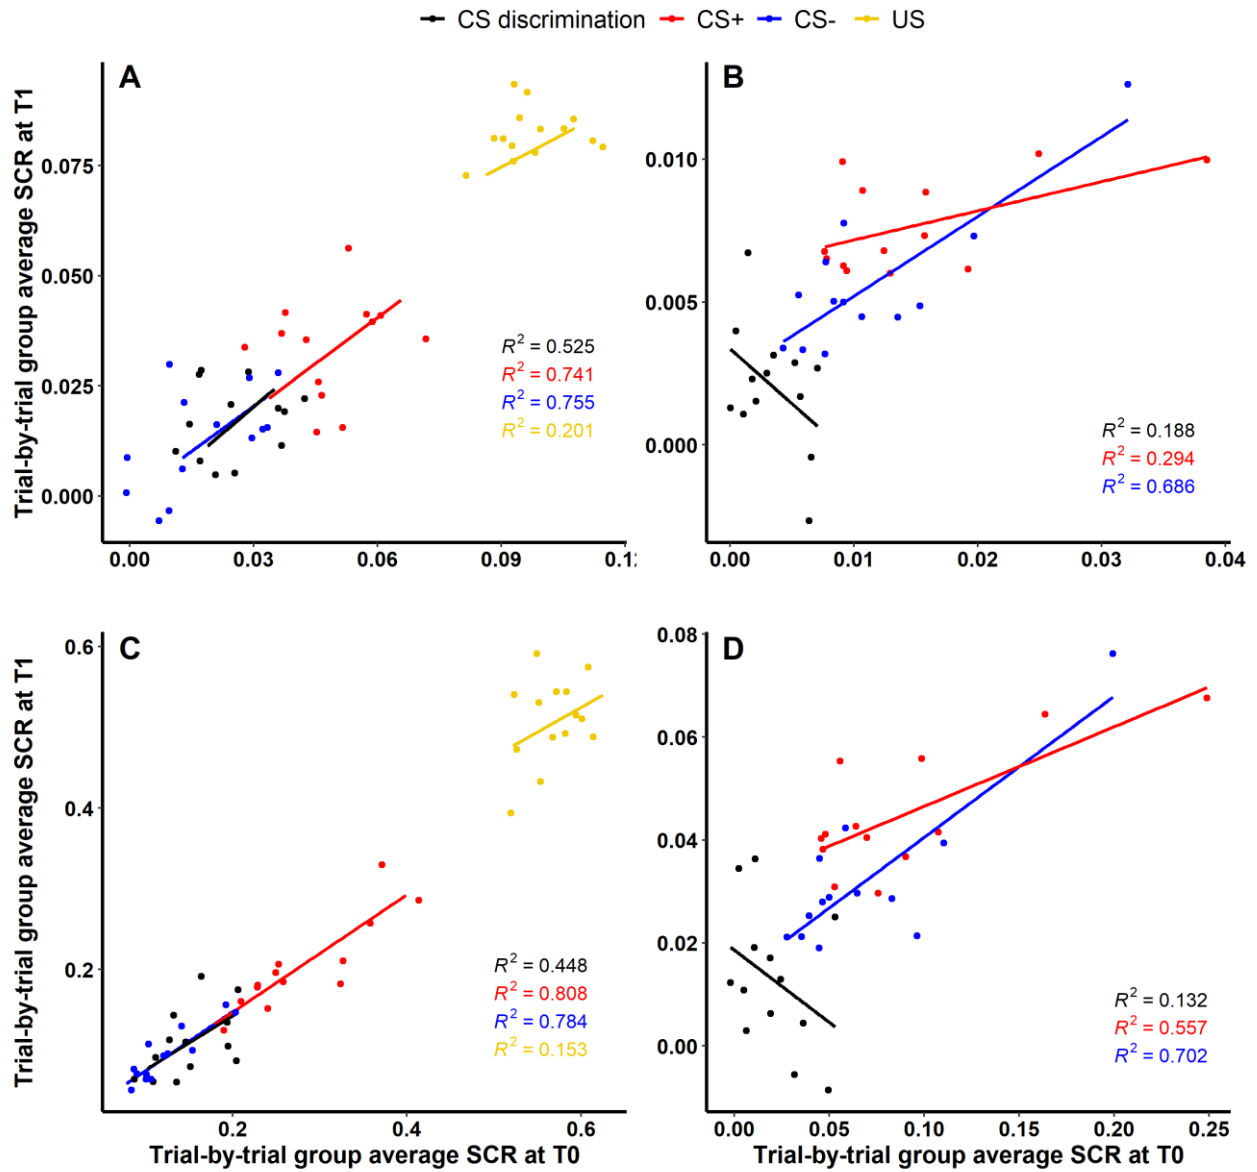 CS discrimination CS+ CS- US
A
B
Trial-by-trial group average SCR at T1
0.075
0.050
0.025
0.000
R² = 0.525
R² = 0.741
R² = 0.755
R² = 0.201
0.00 0.03 0.06 0.09
0.010
0.005
0.000
R² = 0.188
R² = 0.294
R² = 0.686
0.00 0.01 0.02 0.03 0.04
C
D
Trial-by-trial group average SCR at T1
0.6
0.4
0.2
R² = 0.448
R² = 0.808
R² = 0.784
R² = 0.153
0.2 0.4 0.6
Trial-by-trial group average SCR at T0
0.08
0.06
0.04
0.02
0.00
R² = 0.132
R² = 0.557
R² = 0.702
0.00 0.05 0.10 0.15 0.20 0.25
Trial-by-trial group average SCR at T0